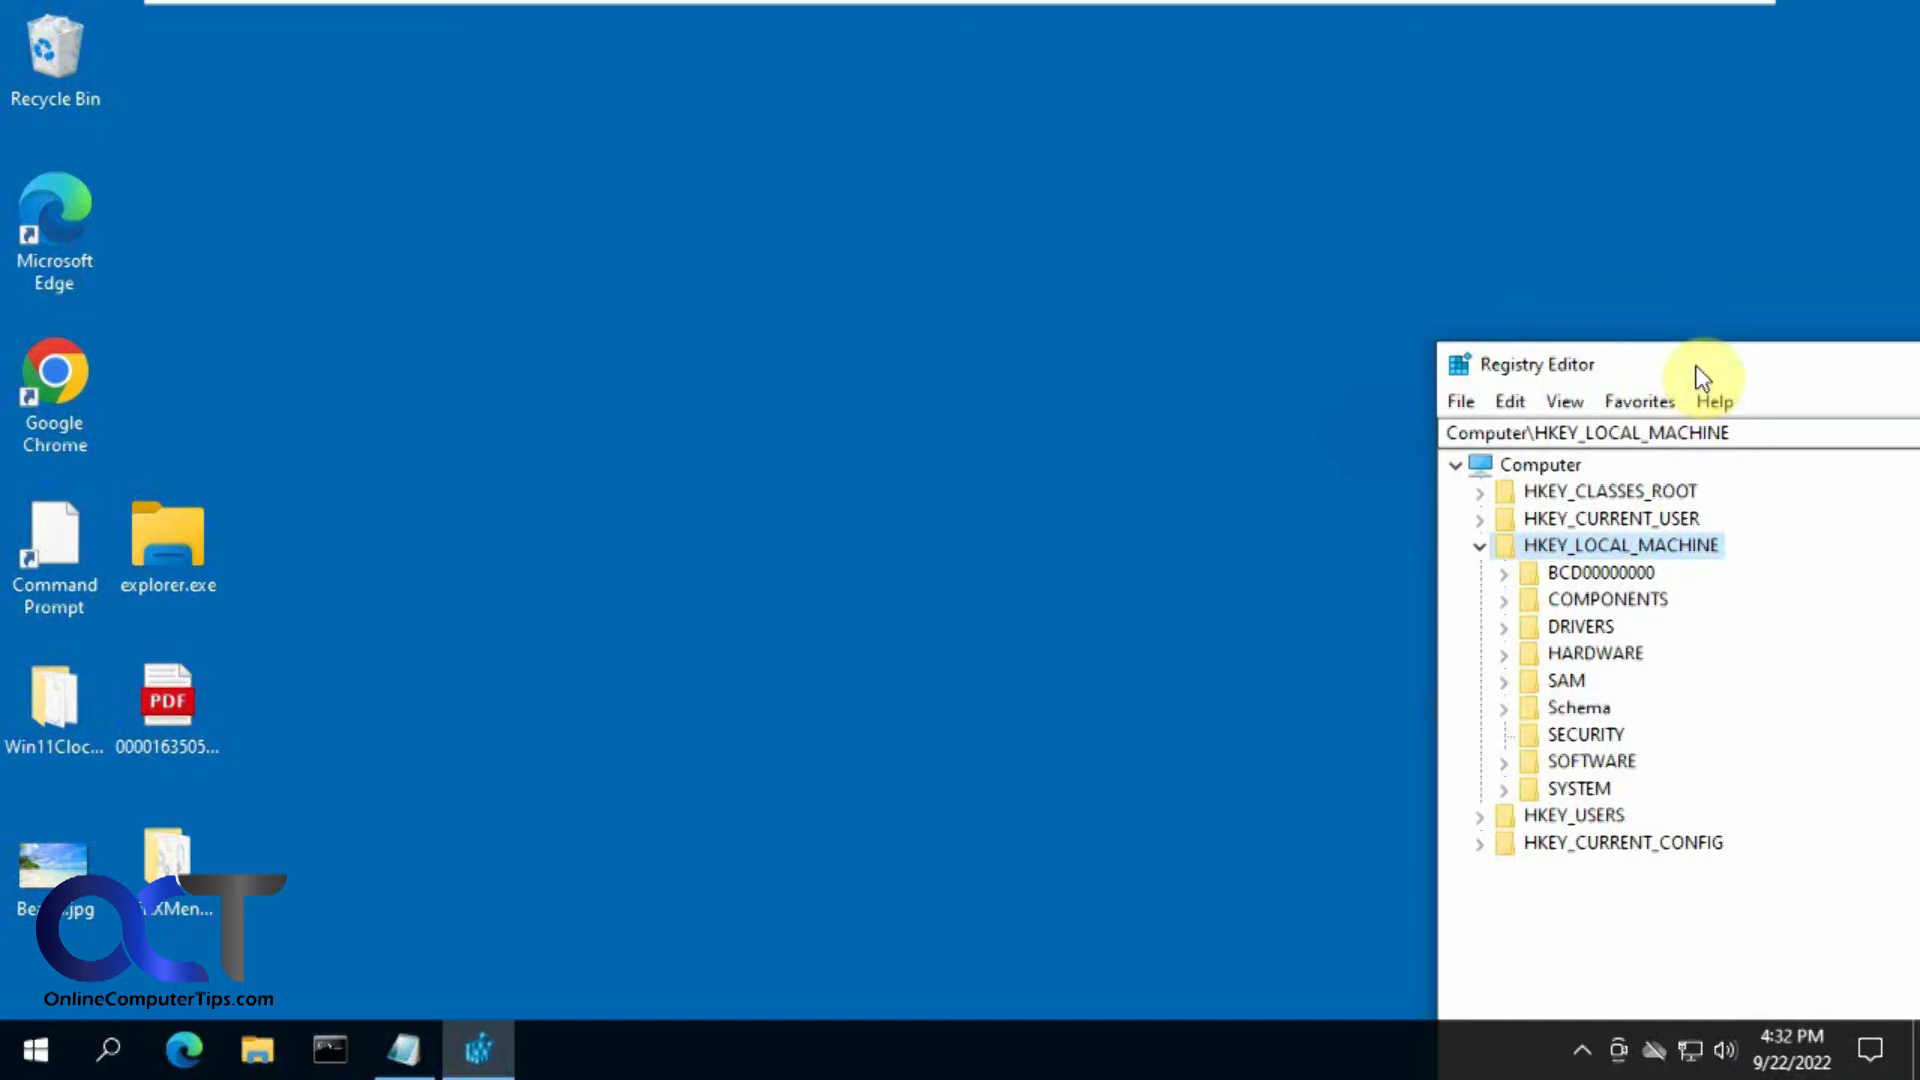 Recycle Bin
Microsoft
Edge
Google
Chrome
Command
Prompt
explorer.exe
Win11Cloc...
PDF
0000163505...
.jpg
XMen...
OCT
OnlineComputerTips.com
Registry Editor
File Edit View Favorites Help
Computer\HKEY_LOCAL_MACHINE
Computer
HKEY_CLASSES_ROOT
HKEY_CURRENT_USER
HKEY_LOCAL_MACHINE
BCD00000000
COMPONENTS
DRIVERS
HARDWARE
SAM
Schema
SECURITY
SOFTWARE
SYSTEM
HKEY_USERS
HKEY_CURRENT_CONFIG
4:32 PM
9/22/2022